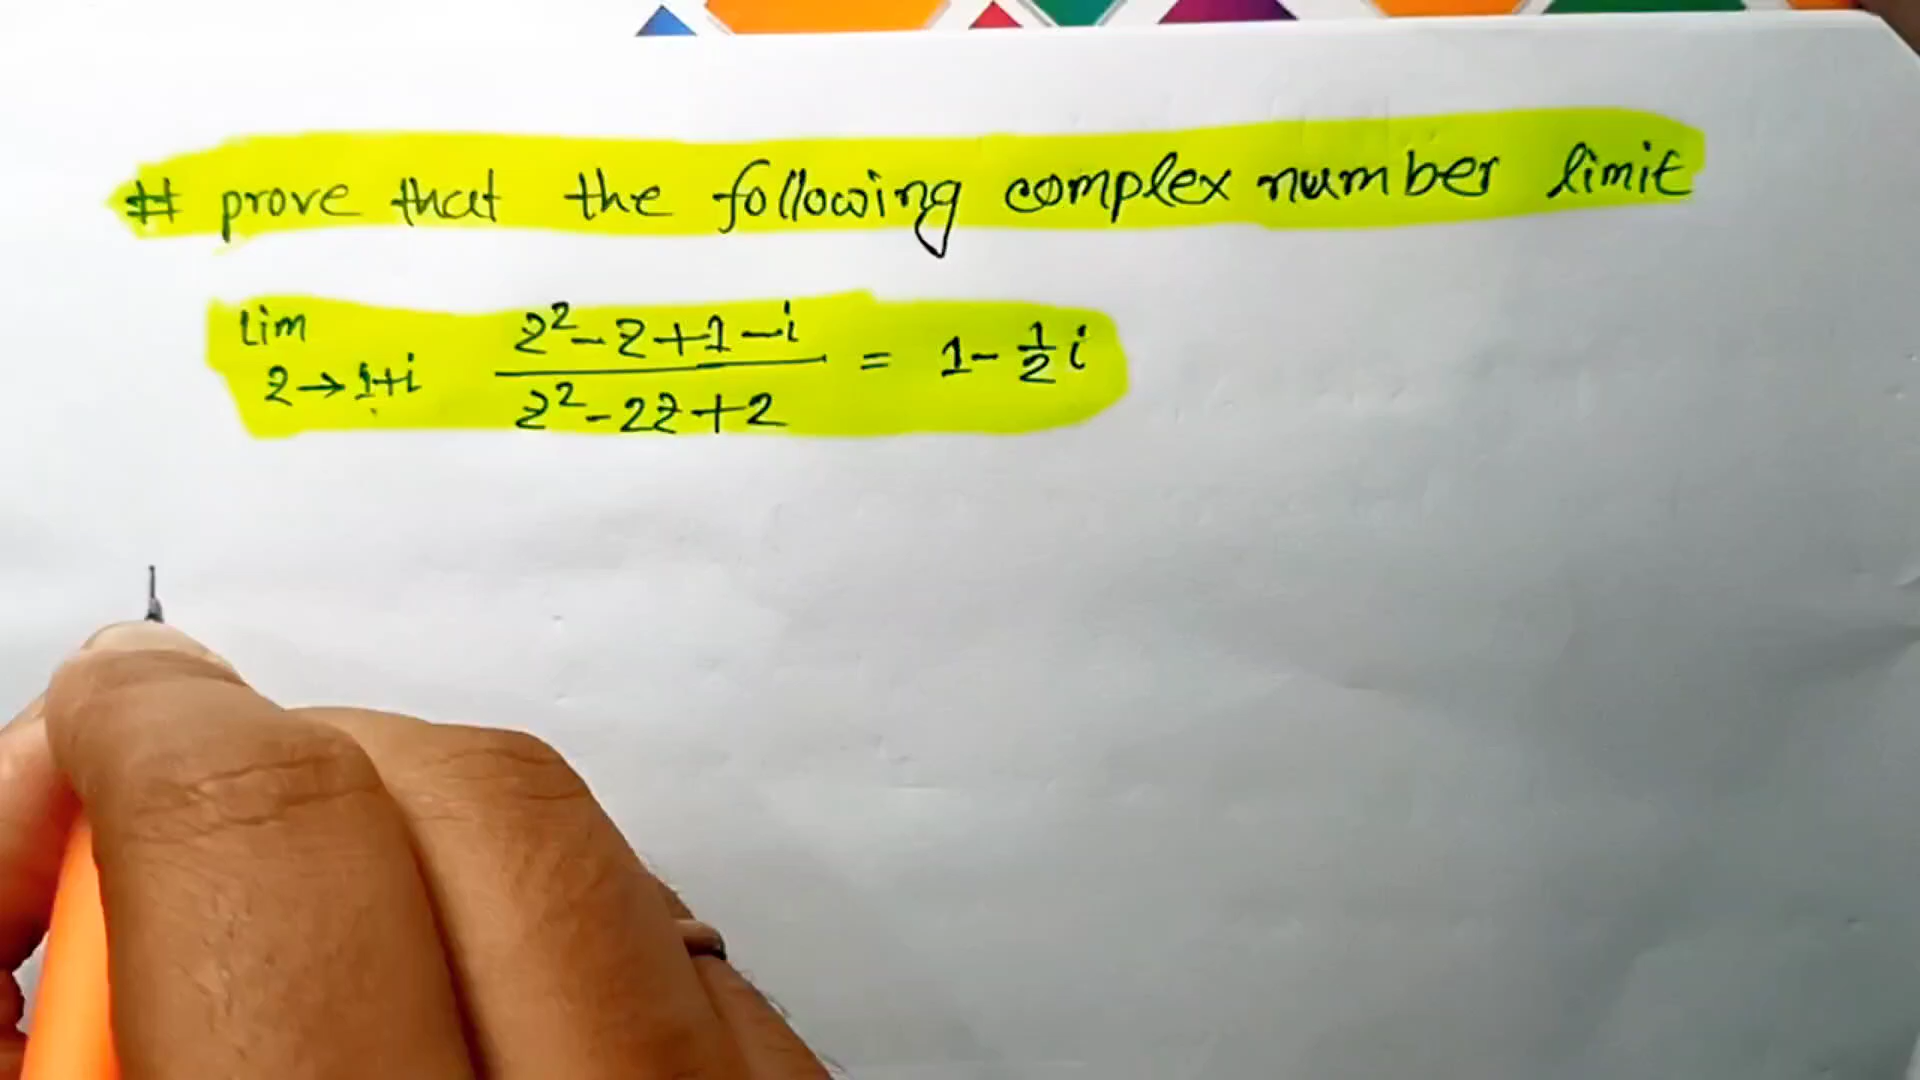 # prove that the following complex number limit
lim z→1+i z²-z+1-i / z²-2z+2 = 1-½i